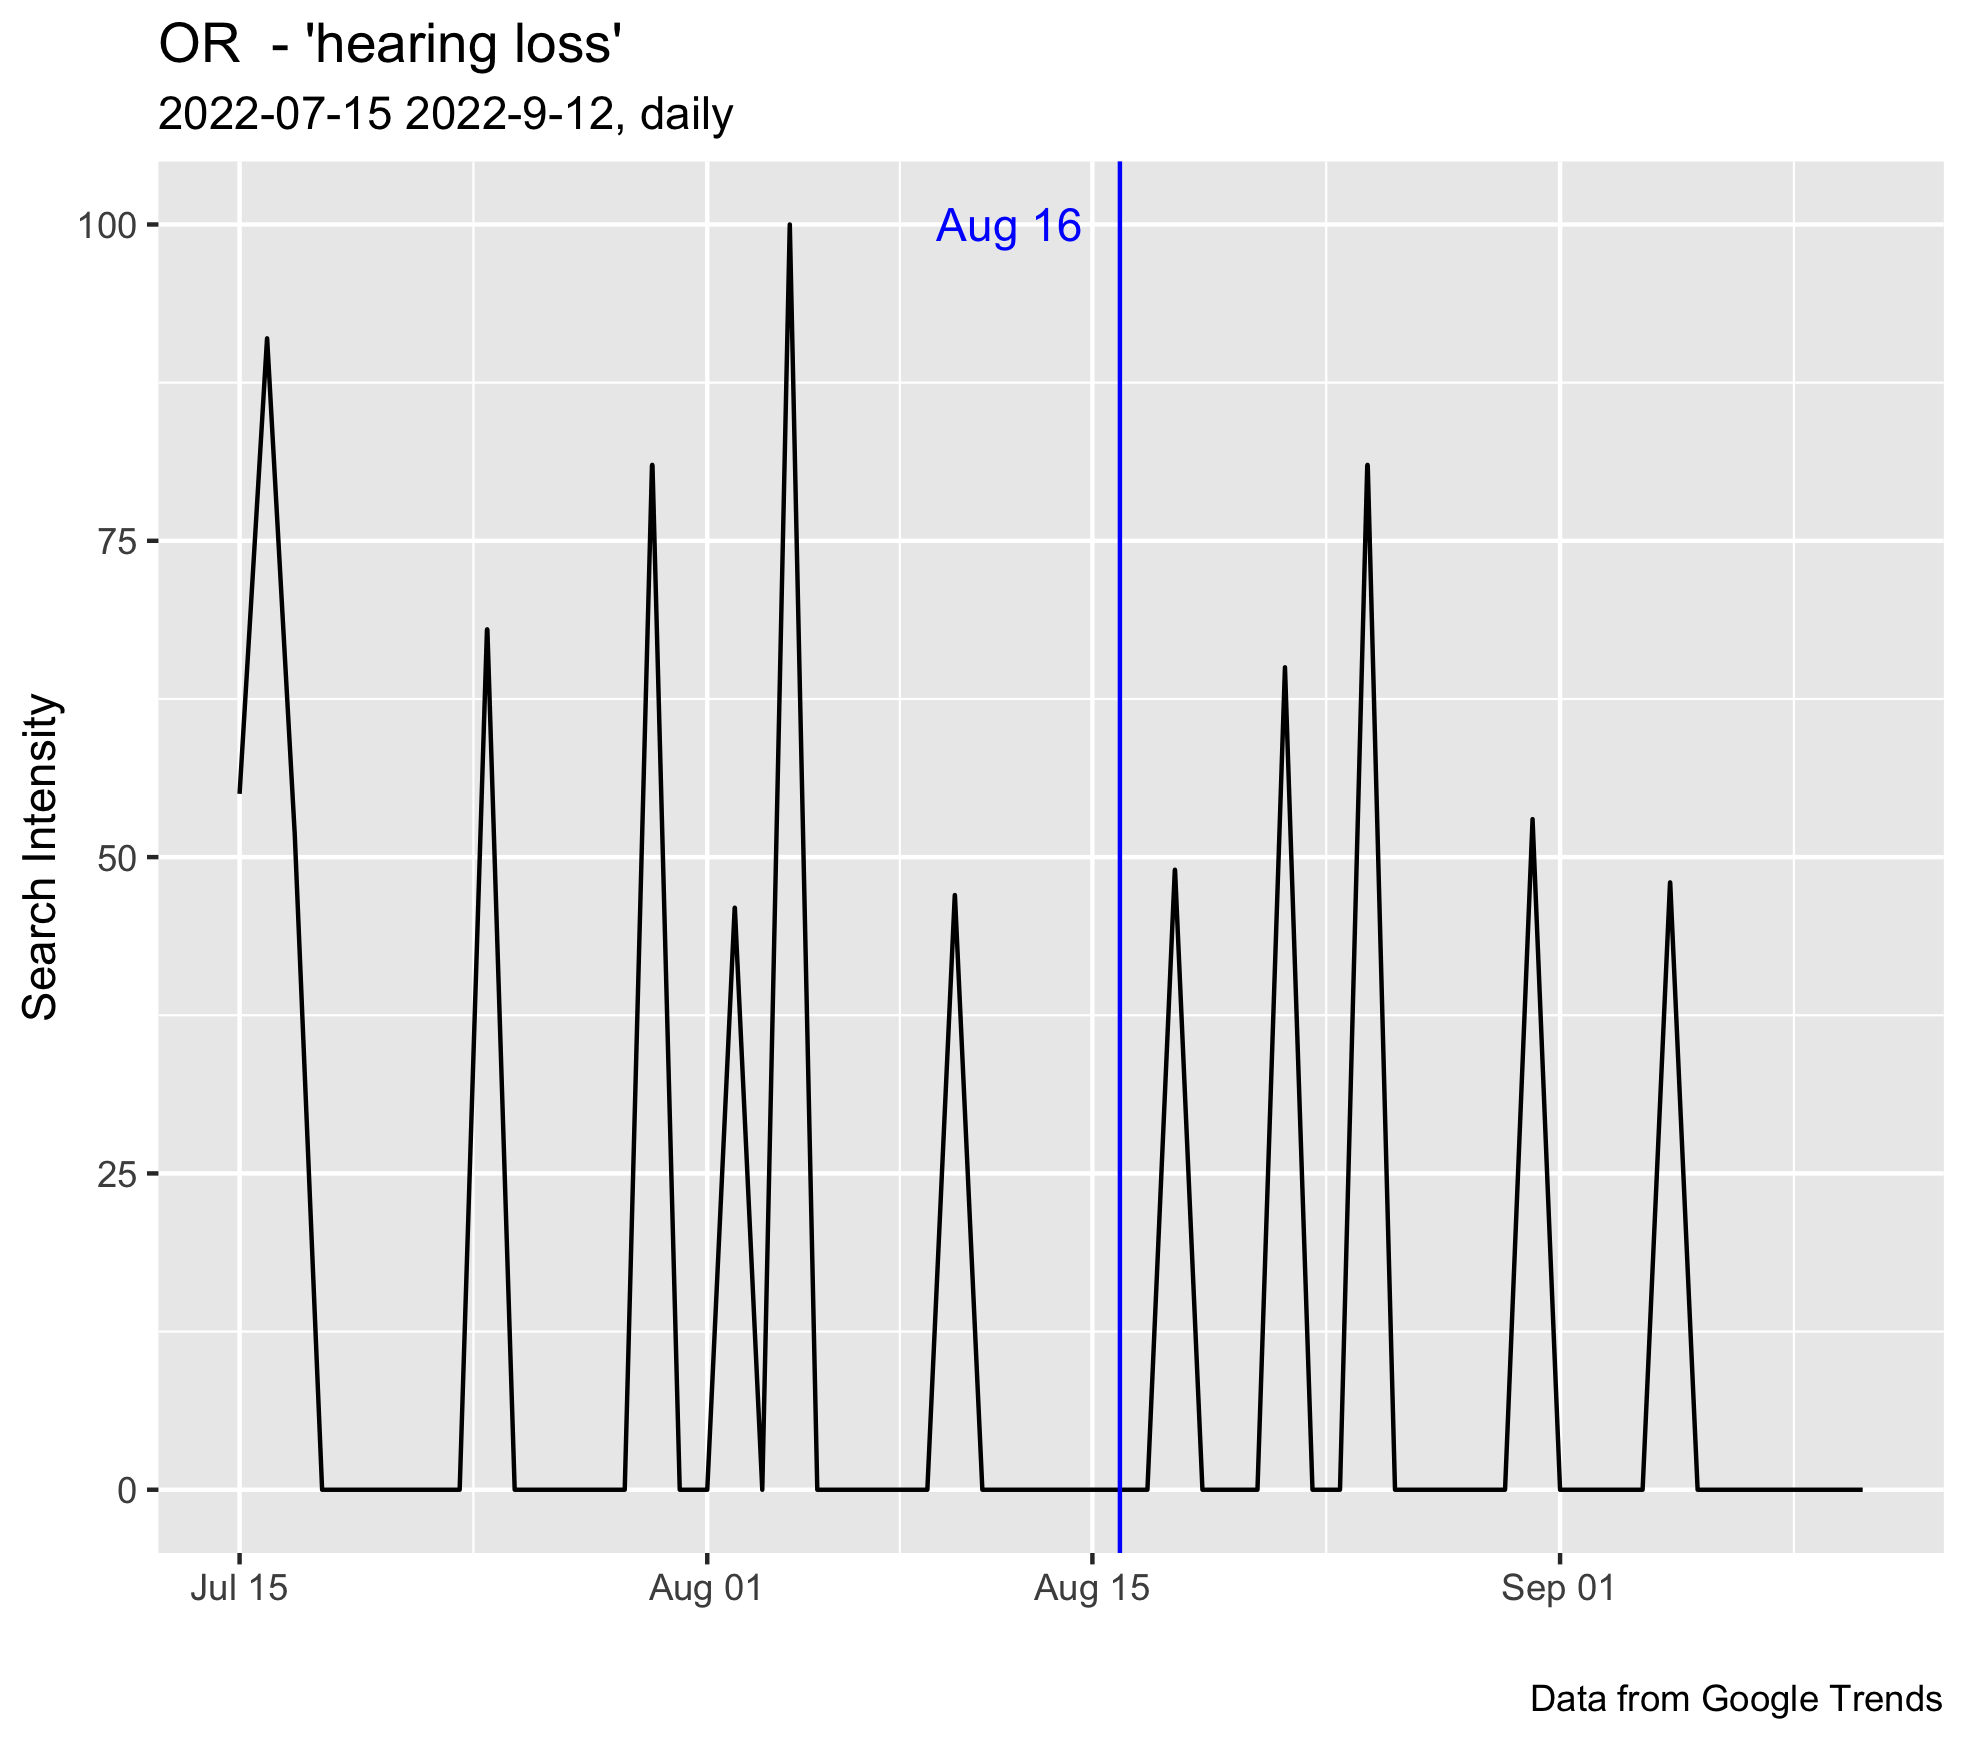 OR  - 'hearing loss'
2022-07-15 2022-9-12, daily
Aug 16
100
75
50
25
0
Search Intensity
Jul 15 Aug 01 Aug 15 Sep 01
Data from Google Trends